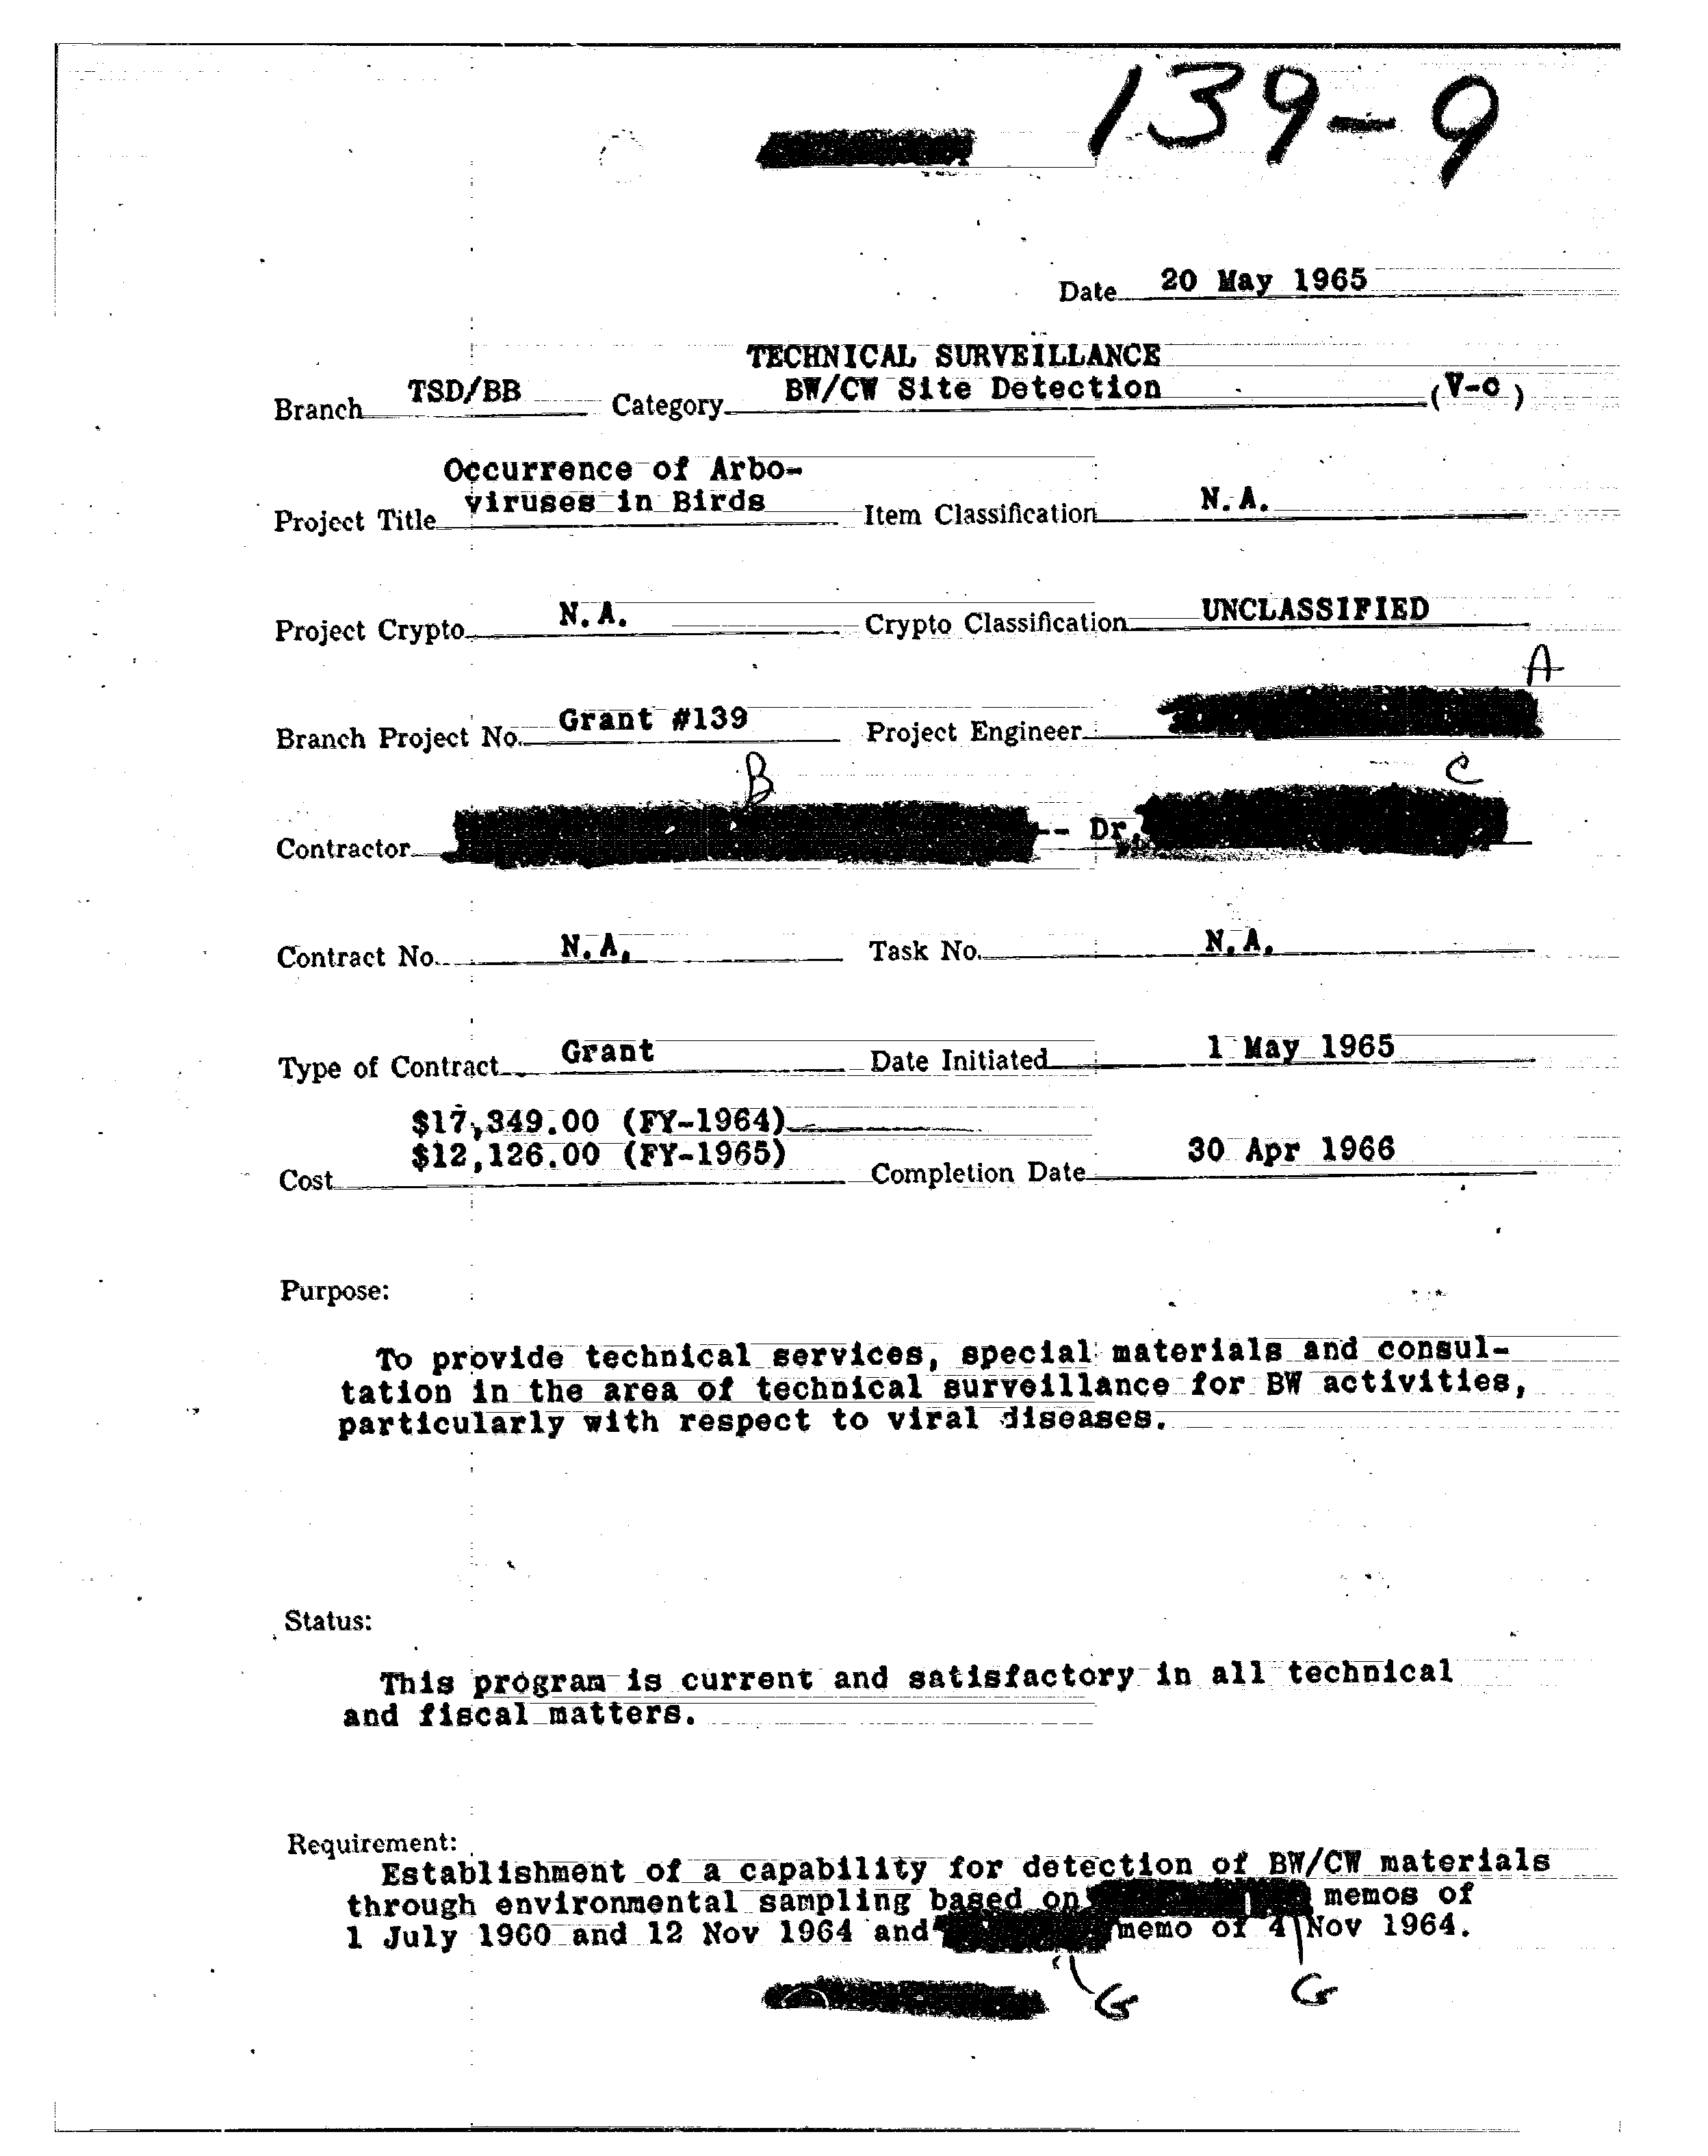 139-9
Date 20 May 1965
TECHNICAL SURVEILLANCE
Branch TSD/BB Category BW/CW Site Detection (V-c)
Occurrence of Arbo-
Project Title viruses in Birds Item Classification N.A.
Project Crypto N.A. Crypto Classification UNCLASSIFIED
A
Branch Project No. Grant #139 Project Engineer
B C
Contractor -- Dr.
Contract No. N.A. Task No. N.A.
Type of Contract Grant Date Initiated 1 May 1965
$17,349.00 (FY-1964)
$12,126.00 (FY-1965)
Cost Completion Date 30 Apr 1966
Purpose:
To provide technical services, special materials and consul-
tation in the area of technical surveillance for BW activities,
particularly with respect to viral diseases.
Status:
This program is current and satisfactory in all technical
and fiscal matters.
Requirement:
Establishment of a capability for detection of BW/CW materials
through environmental sampling based on memos of
1 July 1960 and 12 Nov 1964 and memo of 4 Nov 1964.
G G